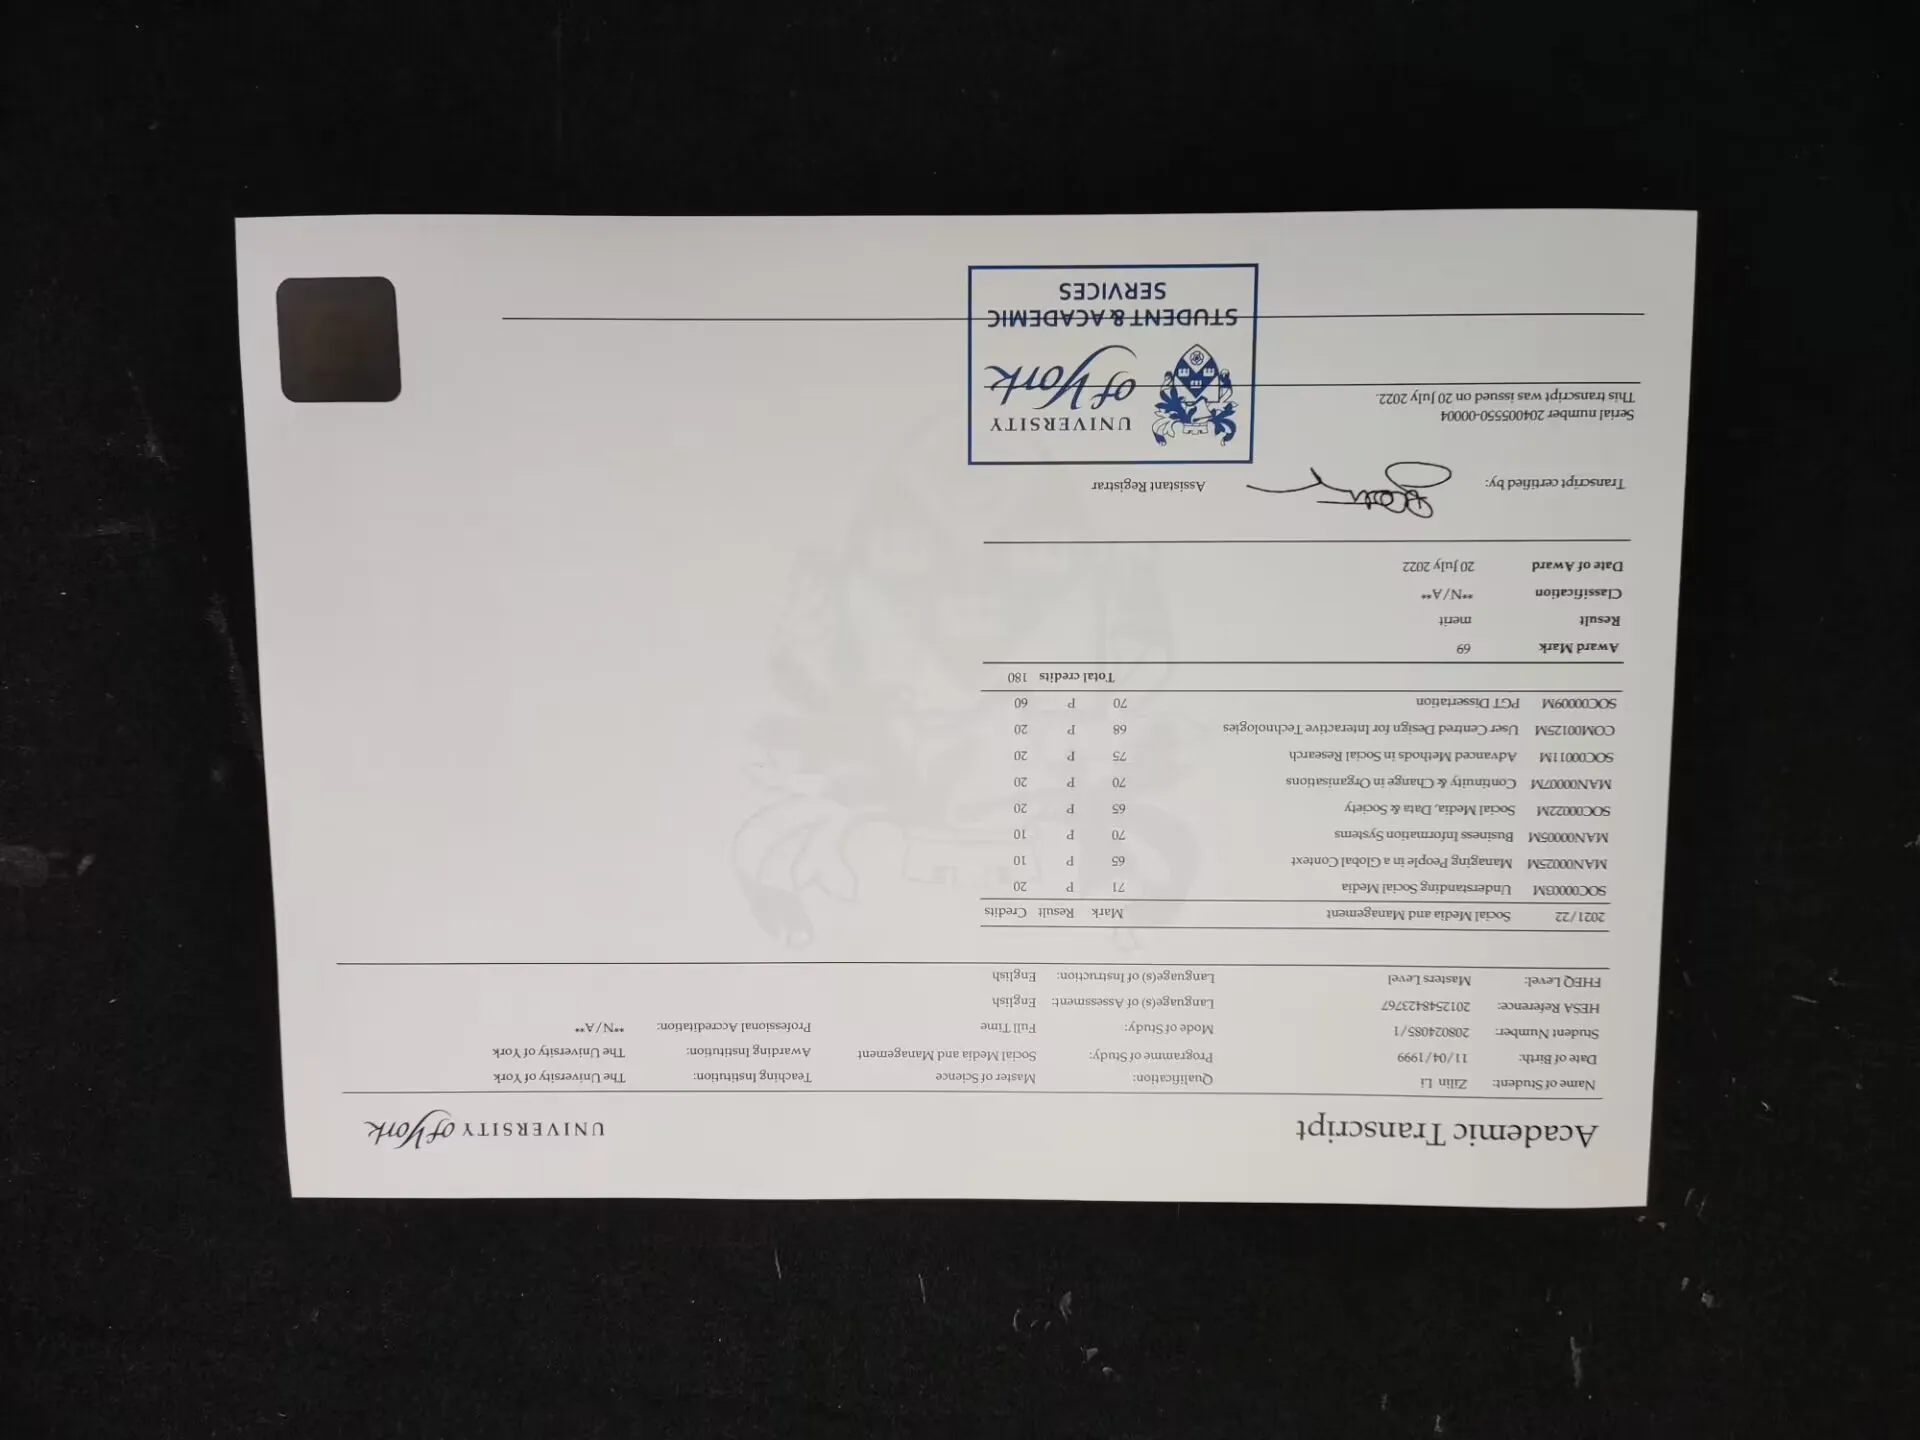 Academic Transcript
UNIVERSITY of York
Name of Student: Zilin Li Qualification: Master of Science Teaching Institution: The University of York
Date of Birth: 11/04/1999 Programme of Study: Social Media and Management Awarding Institution: The University of York
Student Number: 208024085/1 Mode of Study: Full Time Professional Accreditation: **N/A**
HESA Reference: 2012548423767 Language(s) of Assessment: English
FHEQ Level: Masters Level Language(s) of Instruction: English
2021/22 Social Media and Management Mark Result Credits
SOC00003M Understanding Social Media 71 P 20
MAN00025M Managing People in a Global Context 65 P 10
MAN00005M Business Information Systems 70 P 10
SOC00022M Social Media, Data & Society 65 P 20
MAN00007M Continuity & Change in Organisations 70 P 20
SOC00011M Advanced Methods in Social Research 75 P 20
COM00125M User Centred Design for Interactive Technologies 68 P 20
SOC00009M PGT Dissertation 70 P 60
Total credits 180
Award Mark 69
Result merit
Classification **N/A**
Date of Award 20 July 2022
Transcript certified by: Assistant Registrar
Serial number 204005550-00004
This transcript was issued on 20 July 2022.
UNIVERSITY
of York
STUDENT & ACADEMIC
SERVICES